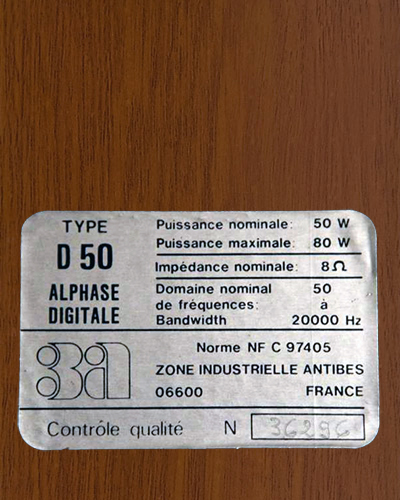 TYPE
D 50
ALPHASE
DIGITALE
Puissance nominale: 50 W
Puissance maximale: 80 W
Impédance nominale: 8 Ω
Domaine nominal 50
de fréquences: à
Bandwidth 20000 Hz
3a
Norme NF C 97405
ZONE INDUSTRIELLE ANTIBES
06600 FRANCE
Contrôle qualité N 36296